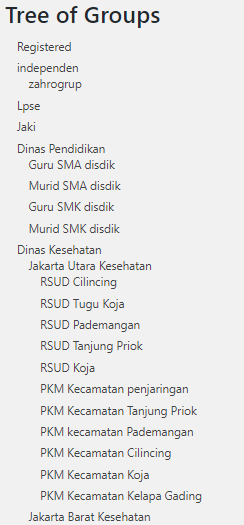 Tree of Groups
Registered
independen
zahrogrup
Lpse
Jaki
Dinas Pendidikan
Guru SMA disdik
Murid SMA disdik
Guru SMK disdik
Murid SMK disdik
Dinas Kesehatan
Jakarta Utara Kesehatan
RSUD Cilincing
RSUD Tugu Koja
RSUD Pademangan
RSUD Tanjung Priok
RSUD Koja
PKM Kecamatan penjaringan
PKM Kecamatan Tanjung Priok
PKM kecamatan Pademangan
PKM Kecamatan Cilincing
PKM Kecamatan Koja
PKM Kecamatan Kelapa Gading
Jakarta Barat Kesehatan